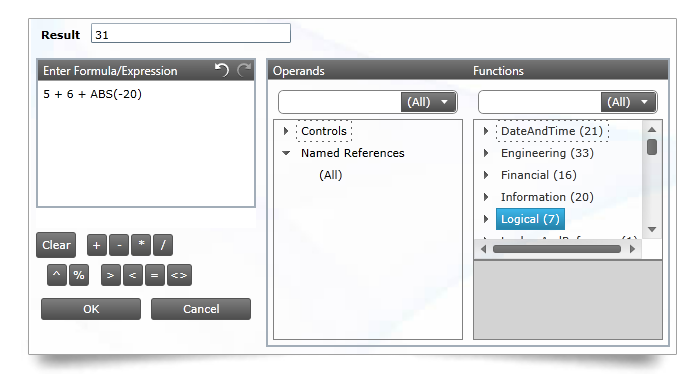 Result 31
Enter Formula/Expression
5 + 6 + ABS(-20)
Clear + - * /
^ % > < = <>
OK Cancel
Operands
(All)
Controls
Named References
(All)
Functions
(All)
DateAndTime (21)
Engineering (33)
Financial (16)
Information (20)
Logical (7)